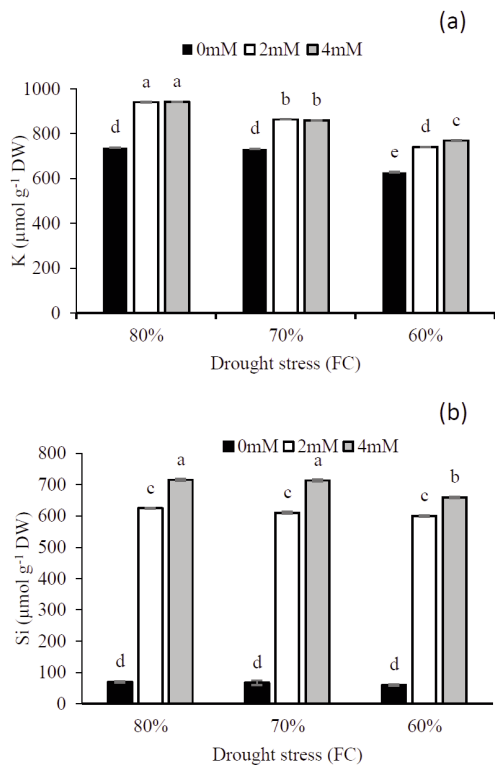 (a)
0mM 2mM 4mM
K (µmol g-1 DW)
1000
800
600
400
200
0
d a a d b b e d c
80% 70% 60%
Drought stress (FC)
(b)
0mM 2mM 4mM
Si (µmol g-1 DW)
800
700
600
500
400
300
200
100
0
d c a d c a d c b
80% 70% 60%
Drought stress (FC)